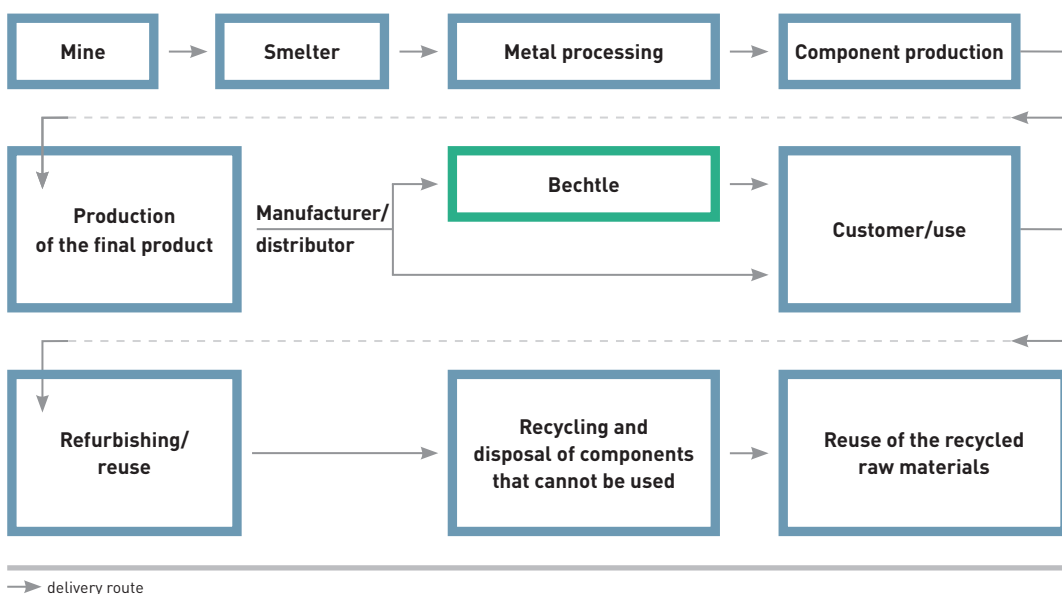 Mine
Smelter
Metal processing
Component production
Production
of the final product
Manufacturer/
distributor
Bechtle
Customer/use
Refurbishing/
reuse
Recycling and
disposal of components
that cannot be used
Reuse of the recycled
raw materials
delivery route